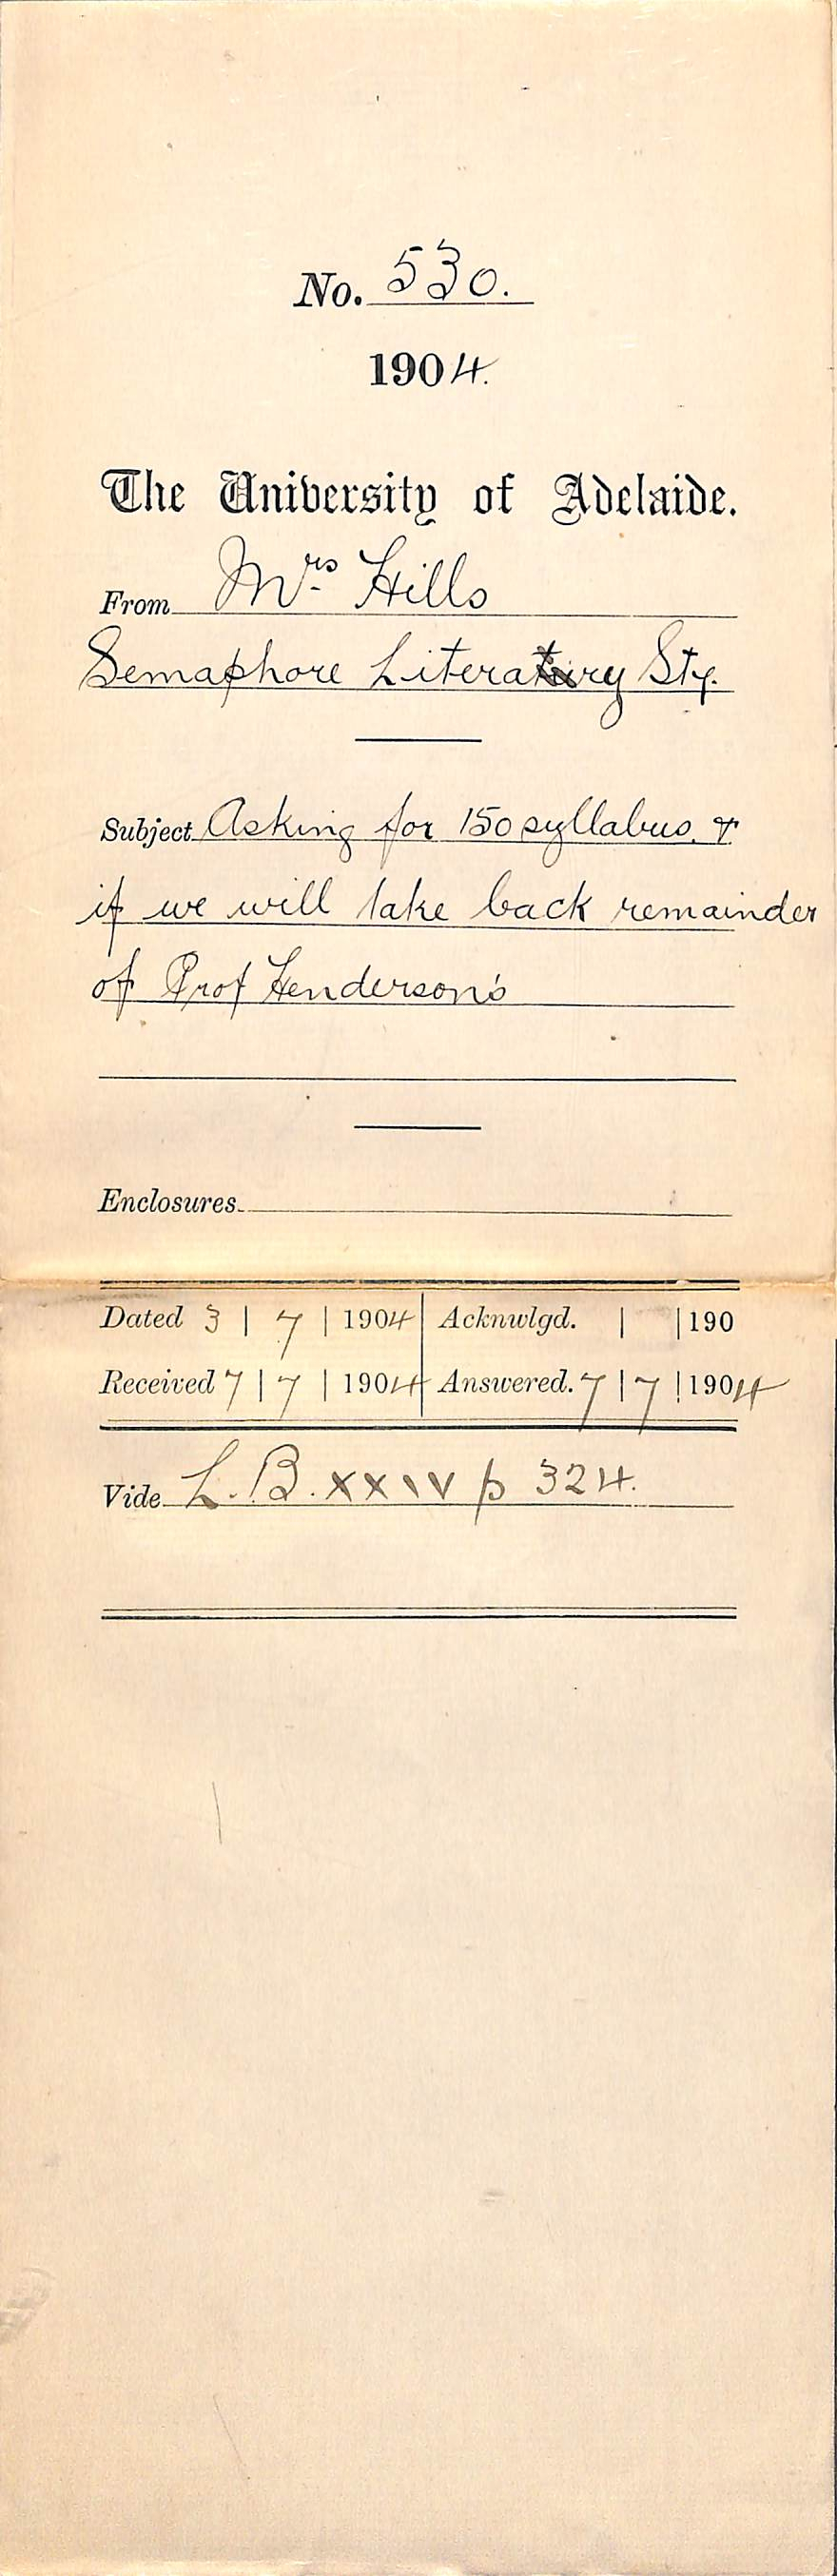 No. 530.
1904.
The University of Adelaide.
From Mrs Hills
Semaphore Literary Sty.
Subject Asking for 150 syllabus &
if we will take back remainder
of Prof Henderson's
Enclosures
Dated 3 | 7 | 1904 Acknwlgd. | | 190
Received 7 | 7 | 1904 Answered. 7 | 7 | 1904
Vide L.B. XXIV p 324.